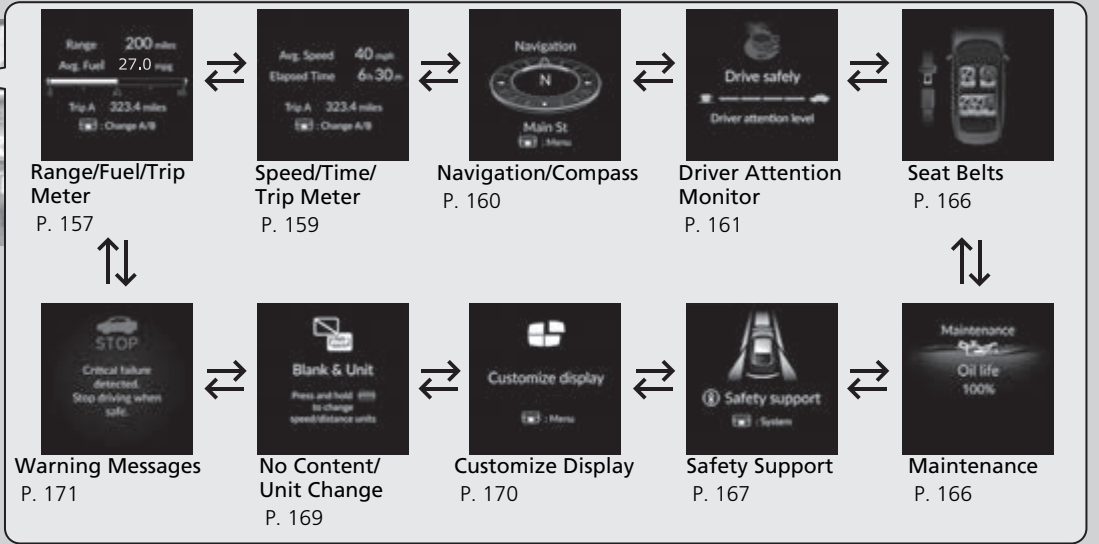 Range 200 miles
Avg. Fuel 27.0 mpg
Trip A 323.4 miles
: Change A/B
Range/Fuel/Trip
Meter
P. 157
Avg. Speed 40 mph
Elapsed Time 6h 30m
Trip A 323.4 miles
: Change A/B
Speed/Time/
Trip Meter
P. 159
Navigation
N
Main St
: Menu
Navigation/Compass
P. 160
Drive safely
Driver attention level
Driver Attention
Monitor
P. 161
Seat Belts
P. 166
STOP
Critical failure
detected.
Stop driving when
safe.
Warning Messages
P. 171
Blank & Unit
Press and hold
to change
speed/distance units
No Content/
Unit Change
P. 169
Customize display
: Menu
Customize Display
P. 170
Safety support
: System
Safety Support
P. 167
Maintenance
Oil life
100%
Maintenance
P. 166